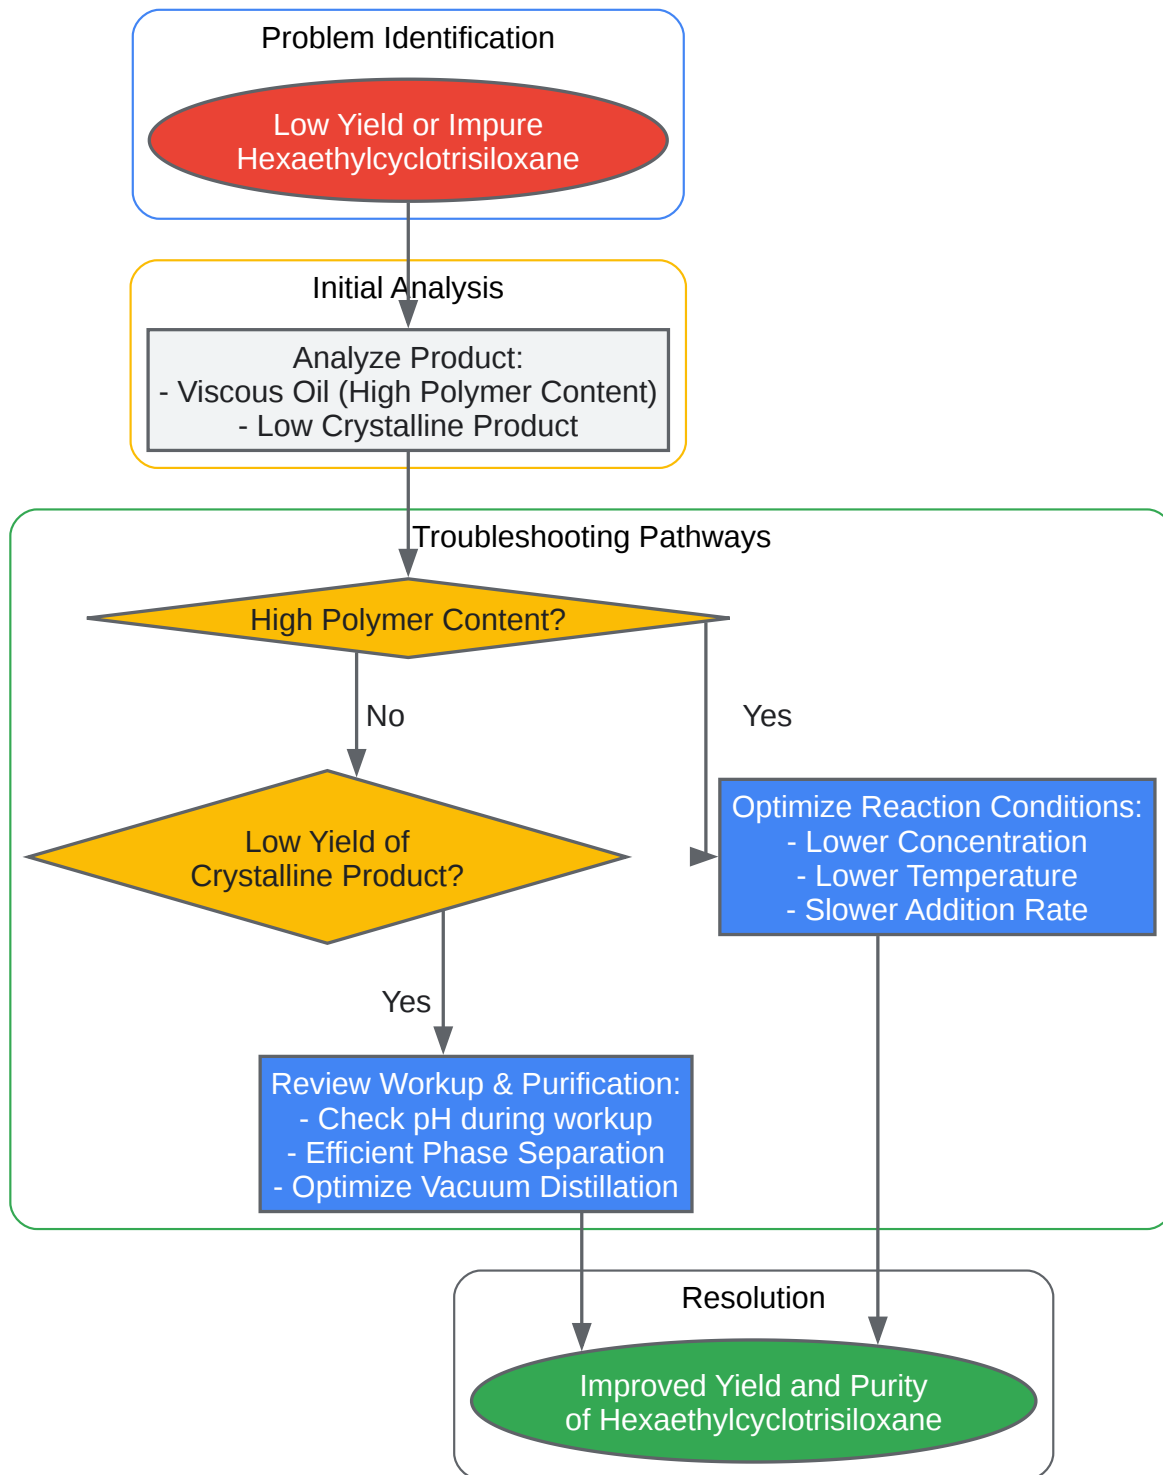 Problem Identification
Low Yield or Impure
Hexaethylcyclotrisiloxane
Initial Analysis
Analyze Product:
- Viscous Oil (High Polymer Content)
- Low Crystalline Product
Troubleshooting Pathways
High Polymer Content?
No
Yes
Low Yield of
Crystalline Product?
Optimize Reaction Conditions:
- Lower Concentration
- Lower Temperature
- Slower Addition Rate
Yes
Review Workup & Purification:
- Check pH during workup
- Efficient Phase Separation
- Optimize Vacuum Distillation
Resolution
Improved Yield and Purity
of Hexaethylcyclotrisiloxane